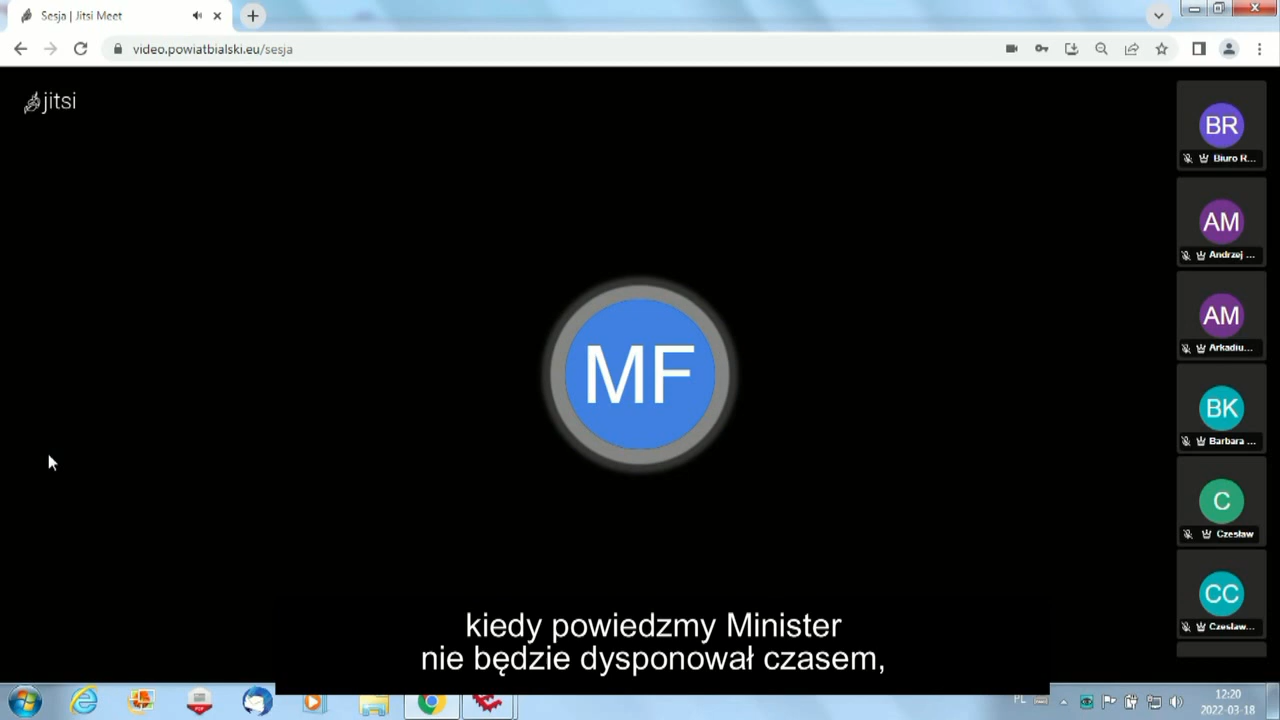 Sesja | Jitsi Meet
video.powiatbialski.eu/sesja
jitsi
BR
Biuro R...
AM
Andrzej ...
AM
Arkadiu...
BK
Barbara ...
C
Czesław
CC
Czesław...
MF
kiedy powiedzmy Minister
nie będzie dysponował czasem,
PL
12:20
2022-03-18